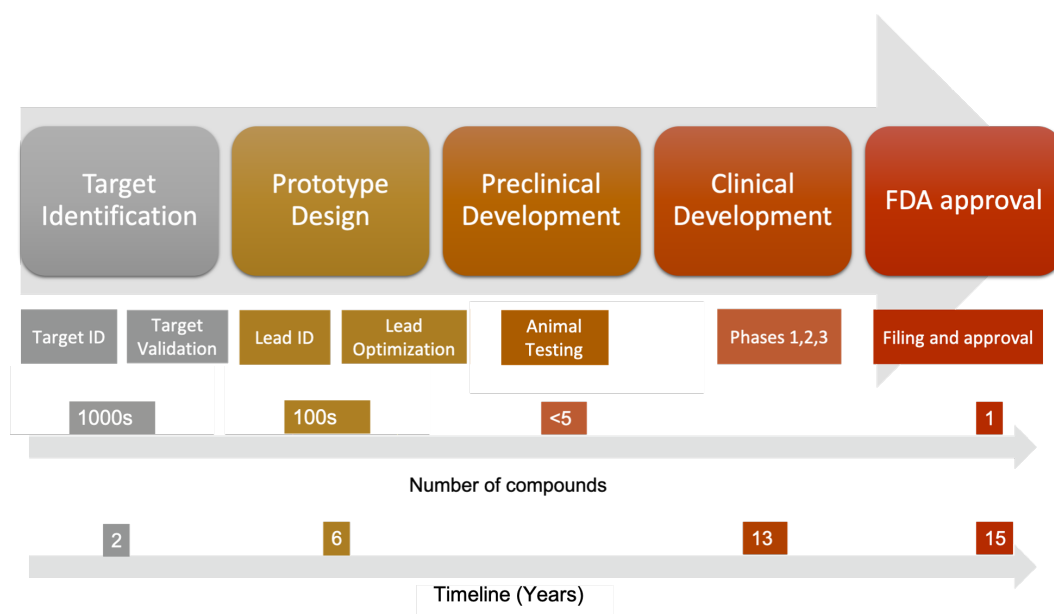 Target
Identification
Prototype
Design
Preclinical
Development
Clinical
Development
FDA approval
Target ID
Target
Validation
Lead ID
Lead
Optimization
Animal
Testing
Phases 1,2,3
Filing and approval
1000s
100s
<5
1
Number of compounds
2
6
13
15
Timeline (Years)